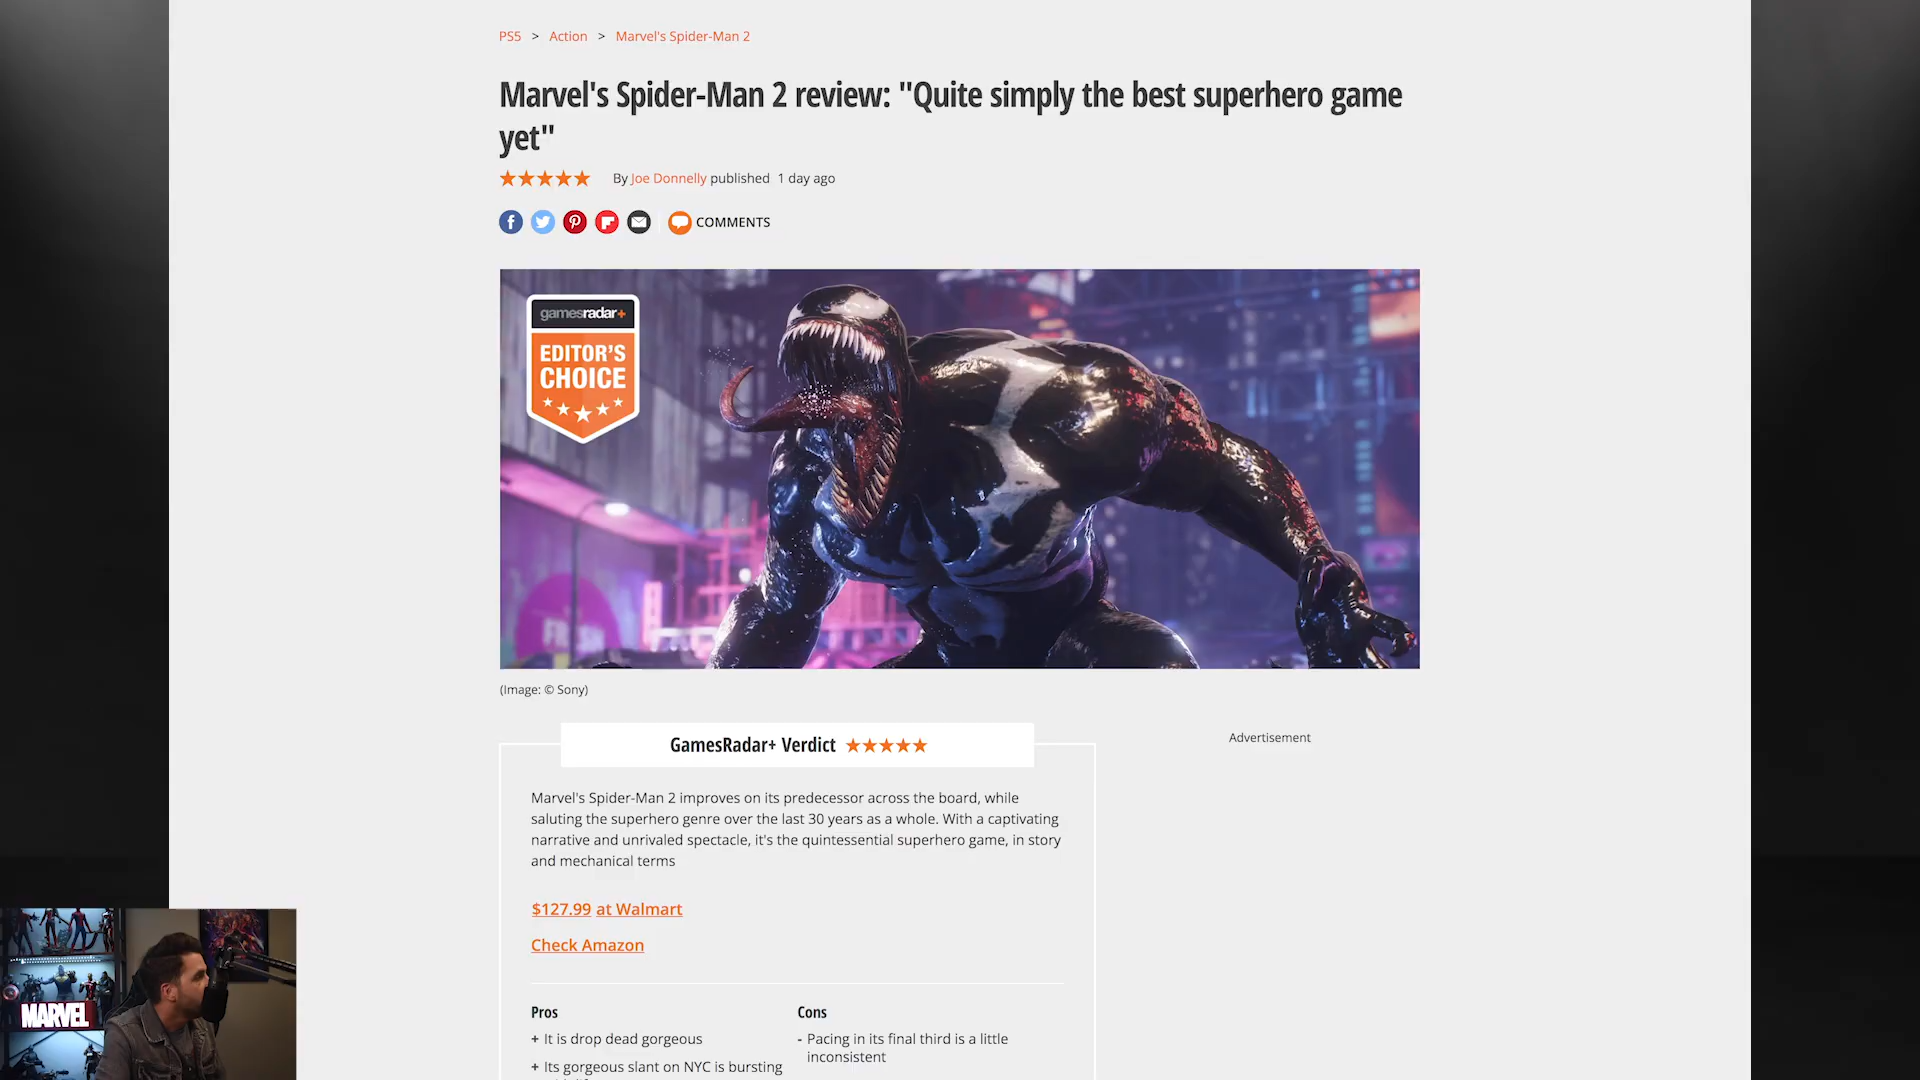 PS5 > Action > Marvel's Spider-Man 2
Marvel's Spider-Man 2 review: "Quite simply the best superhero game
yet"
By Joe Donnelly published 1 day ago
COMMENTS
gamesradar+
EDITOR'S
CHOICE
(Image: © Sony)
GamesRadar+ Verdict
Advertisement
Marvel's Spider-Man 2 improves on its predecessor across the board, while
saluting the superhero genre over the last 30 years as a whole. With a captivating
narrative and unrivaled spectacle, it's the quintessential superhero game, in story
and mechanical terms
$127.99 at Walmart
Check Amazon
Pros
+ It is drop dead gorgeous
+ Its gorgeous slant on NYC is bursting
Cons
- Pacing in its final third is a little
inconsistent
MARVEL